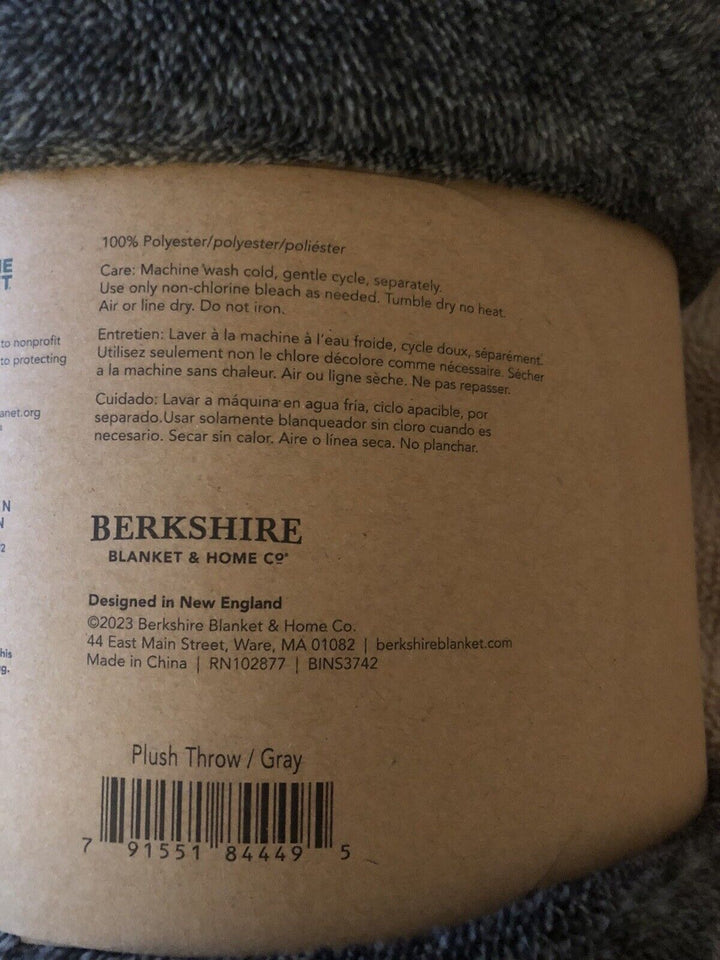 E
T
to nonprofit
to protecting
anet.org
N
N
2
his
g.
100% Polyester/polyester/poliéster
Care: Machine wash cold, gentle cycle, separately.
Use only non-chlorine bleach as needed. Tumble dry no heat.
Air or line dry. Do not iron.
Entretien: Laver à la machine à l'eau froide, cycle doux, séparément.
Utilisez seulement non le chlore décolore comme nécessaire. Sécher
a la machine sans chaleur. Air ou ligne sèche. Ne pas repasser.
Cuidado: Lavar a máquina en agua fría, ciclo apacible, por
separado.Usar solamente blanqueador sin cloro cuando es
necesario. Secar sin calor. Aire o línea seca. No planchar.
BERKSHIRE
BLANKET & HOME Cº®
Designed in New England
©2023 Berkshire Blanket & Home Co.
44 East Main Street, Ware, MA 01082 | berkshireblanket.com
Made in China | RN102877 | BINS3742
Plush Throw / Gray
7 91551 84449 5